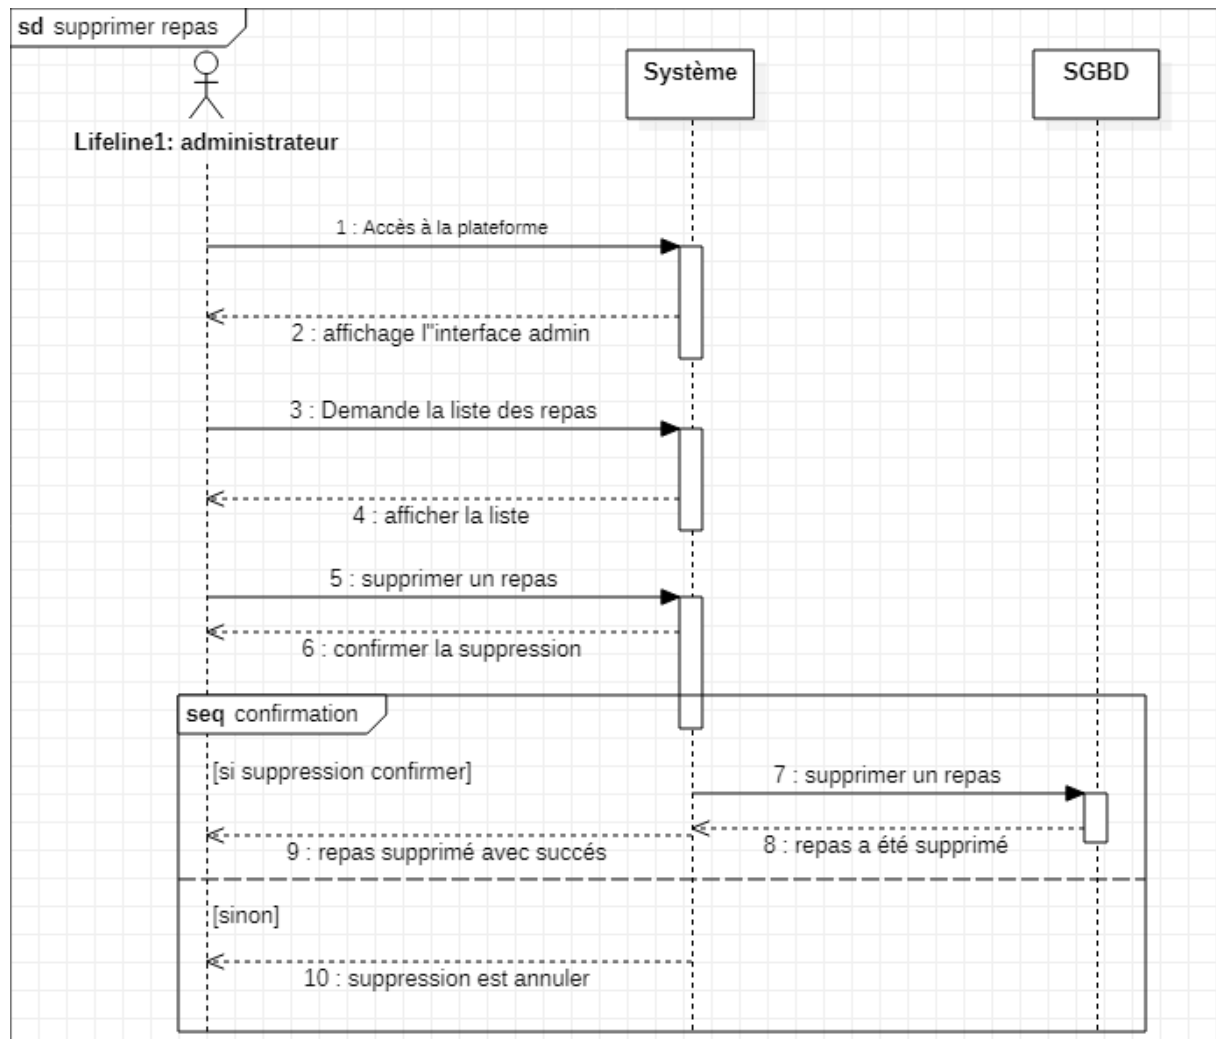 sd supprimer repas
Système
SGBD
Lifeline1: administrateur
1 : Accès à la plateforme
2 : affichage l"interface admin
3 : Demande la liste des repas
4 : afficher la liste
5 : supprimer un repas
6 : confirmer la suppression
seq confirmation
[si suppression confirmer]
7 : supprimer un repas
8 : repas a été supprimé
9 : repas supprimé avec succés
[sinon]
10 : suppression est annuler